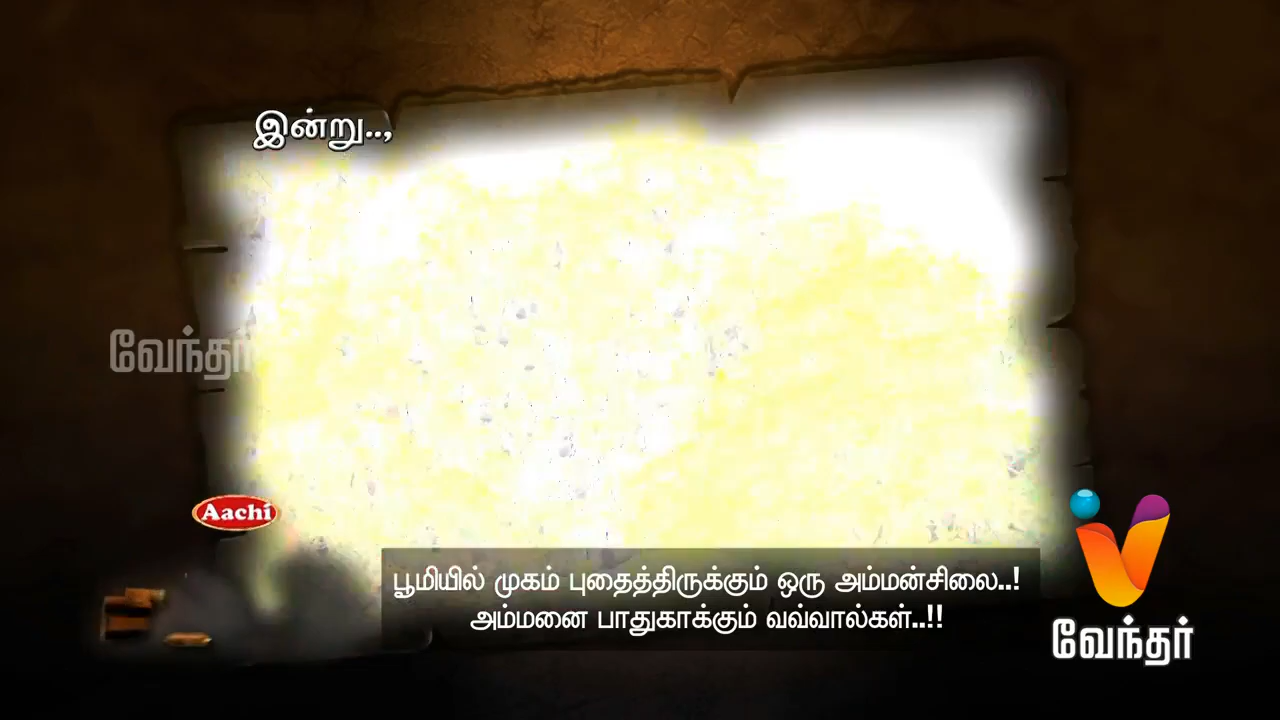 இன்று..,
வேந்தர்
Aachi
பூமியில் முகம் புதைத்திருக்கும் ஒரு அம்மன்சிலை..!
அம்மனை பாதுகாக்கும் வவ்வால்கள்..!!
வேந்தர்